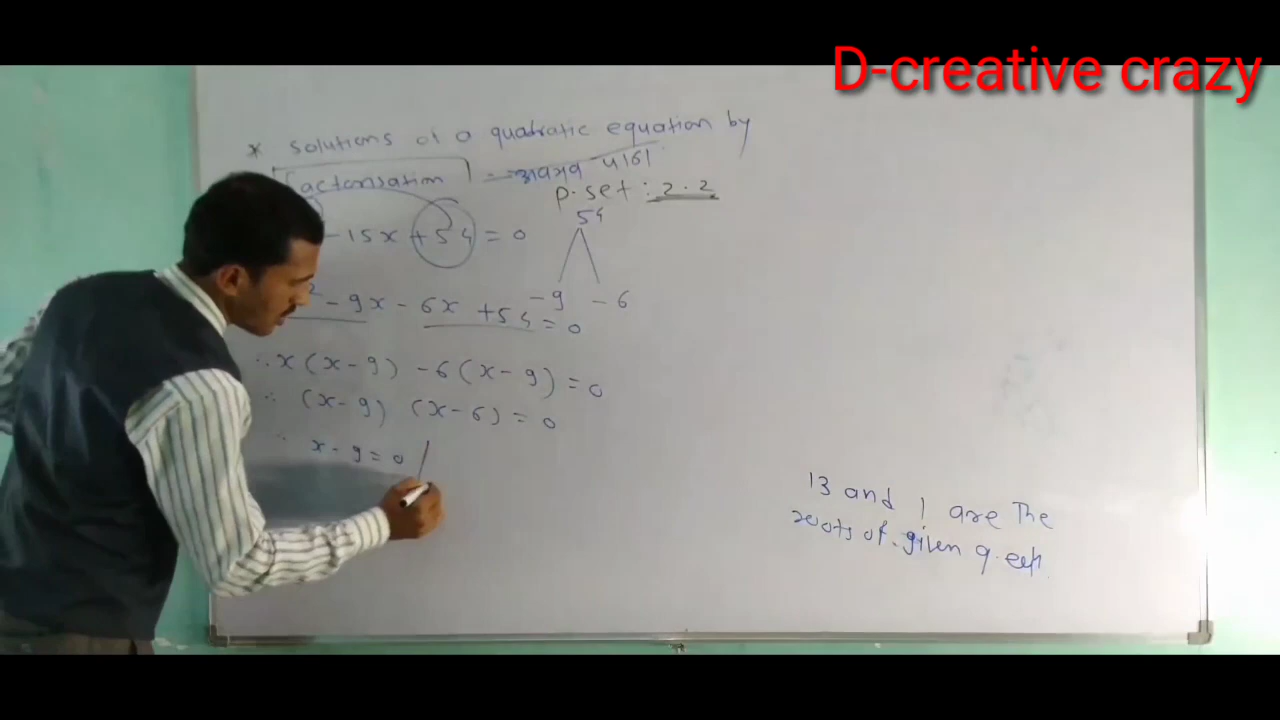 D-creative crazy
* Solutions of a quadratic equation by
factorisation अवयव
P. set : 2.2
54
- 15x + 54 = 0
-9 -6
2 - 9x - 6x + 54 = 0
∴ x (x - 9) - 6 (x - 9) = 0
∴ (x - 9) (x - 6) = 0
∴ x - 9 = 0 /
13 and 1 are The
roots of given q.